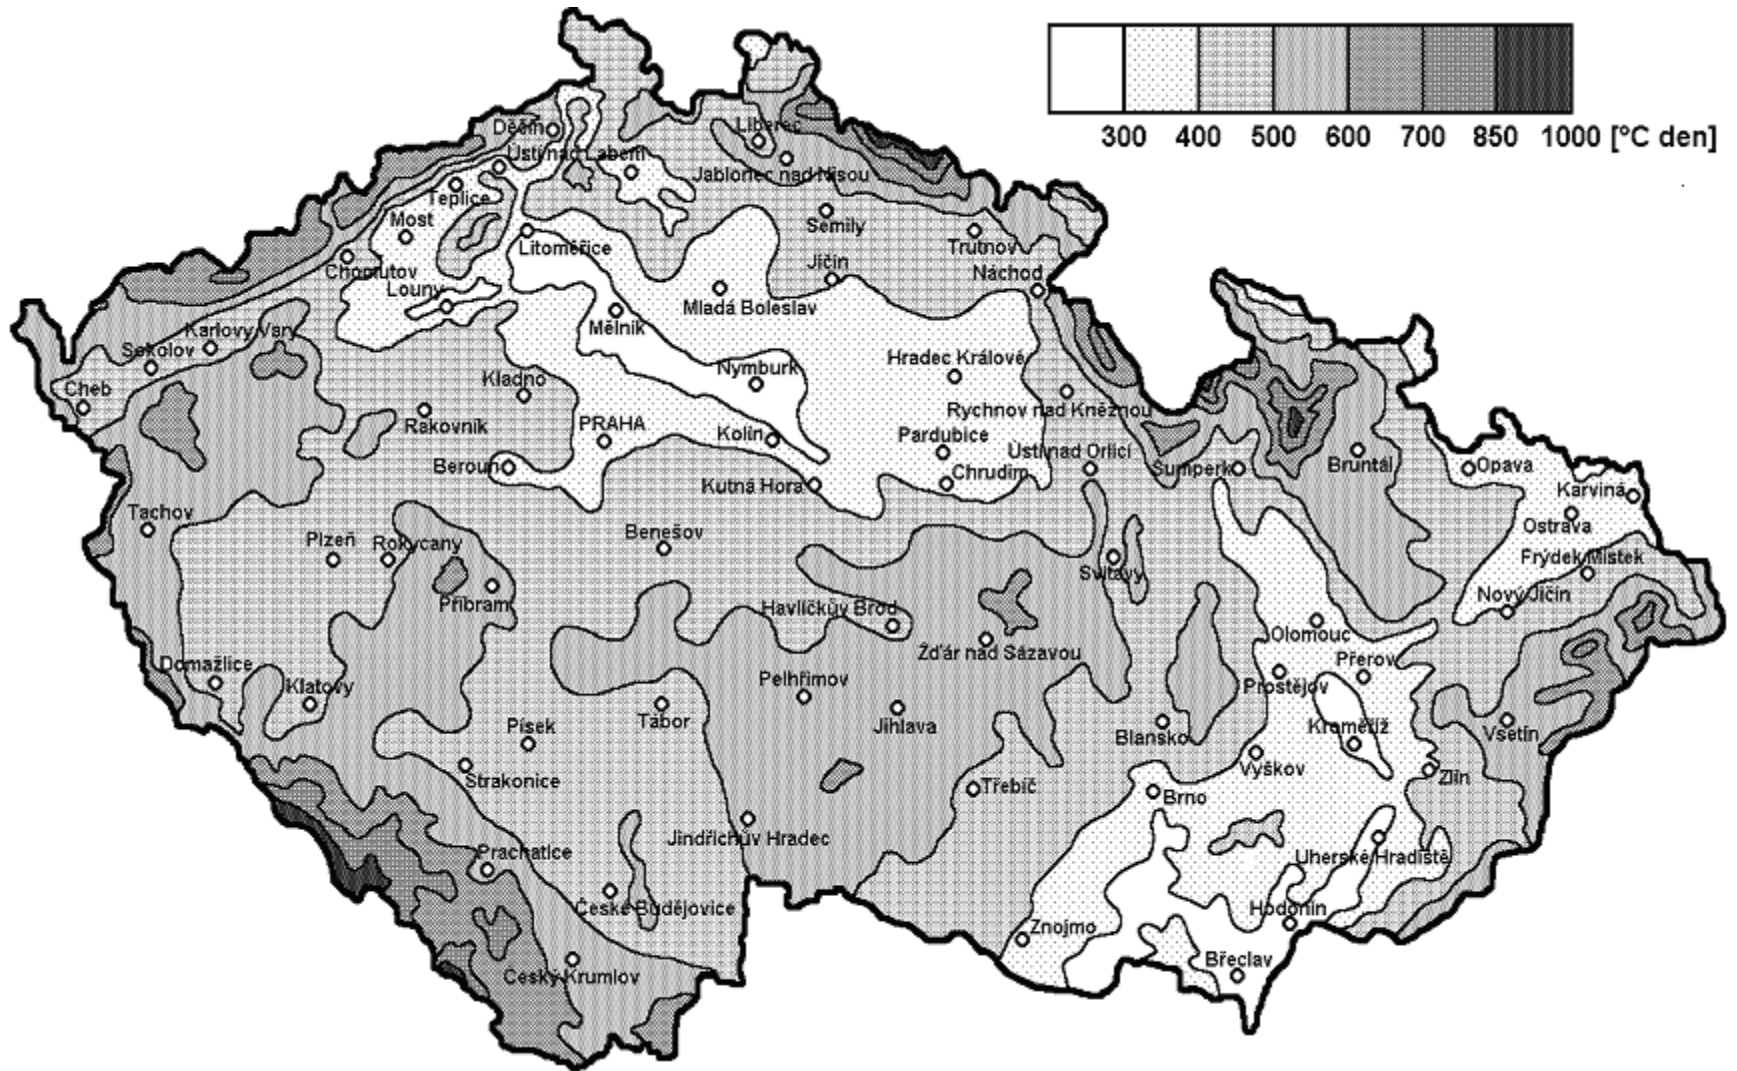 300 400 500 600 700 850 1000 [°C den]
Děčín
Liberec
Ústí nad Labem
Jablonec nad Nisou
Teplice
Most
Semily
Litoměřice
Trutnov
Chomutov
Jičín
Náchod
Louny
Mladá Boleslav
Mělník
Karlovy Vary
Sokolov
Hradec Králové
Nymburk
Cheb
Kladno
Rychnov nad Kněžnou
Rakovník
PRAHA
Kolín
Pardubice
Ústí nad Orlicí
Beroun
Šumperk
Bruntál
Opava
Chrudim
Kutná Hora
Karviná
Tachov
Ostrava
Benešov
Plzeň
Rokycany
Frýdek Místek
Svitavy
Příbram
Havlíčkův Brod
Nový Jičín
Olomouc
Žďár nad Sázavou
Domažlice
Přerov
Pelhřimov
Klatovy
Prostějov
Tábor
Písek
Jihlava
Kroměříž
Vsetín
Blansko
Vyškov
Zlín
Strakonice
Třebíč
Brno
Jindřichův Hradec
Prachatice
Uherské Hradiště
České Budějovice
Hodonín
Znojmo
Břeclav
Český Krumlov